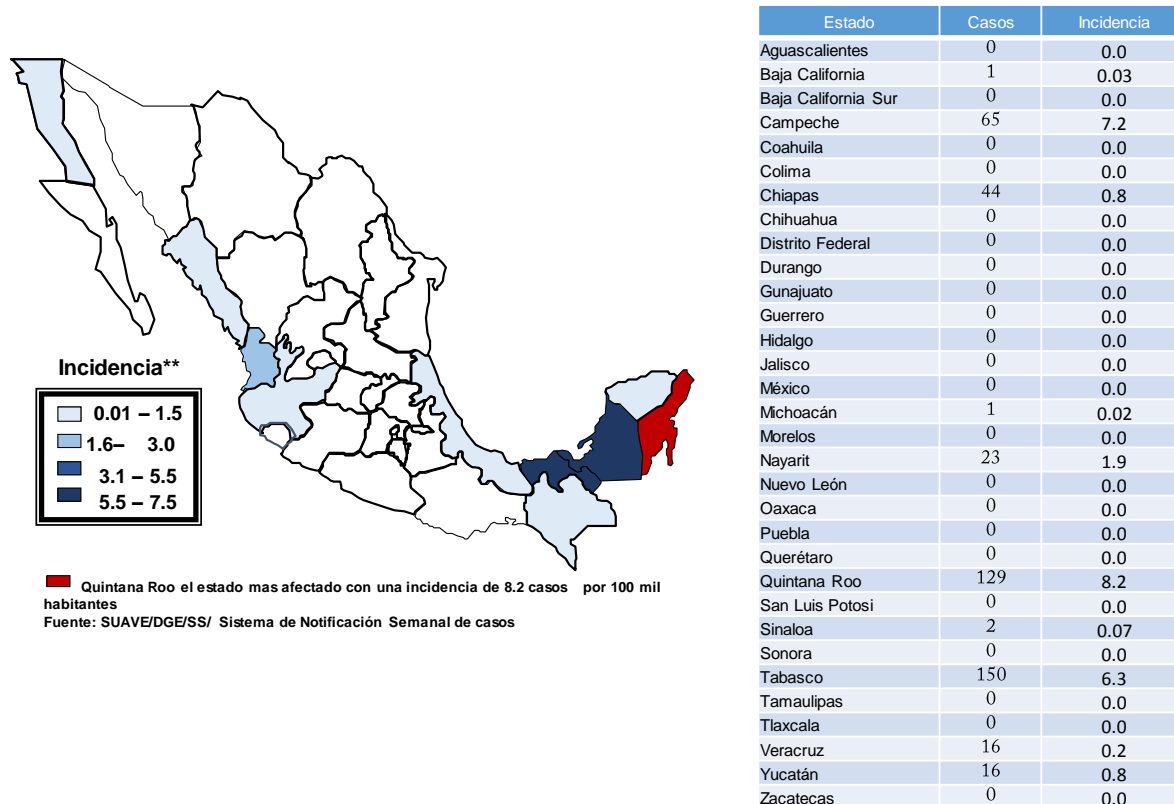 Incidencia**
0.01 – 1.5
1.6– 3.0
3.1 – 5.5
5.5 – 7.5
Quintana Roo el estado mas afectado con una incidencia de 8.2 casos por 100 mil
habitantes
Fuente: SUAVE/DGE/SS/ Sistema de Notificación Semanal de casos
Estado Casos Incidencia
Aguascalientes 0 0.0
Baja California 1 0.03
Baja California Sur 0 0.0
Campeche 65 7.2
Coahuila 0 0.0
Colima 0 0.0
Chiapas 44 0.8
Chihuahua 0 0.0
Distrito Federal 0 0.0
Durango 0 0.0
Gunajuato 0 0.0
Guerrero 0 0.0
Hidalgo 0 0.0
Jalisco 0 0.0
México 0 0.0
Michoacán 1 0.02
Morelos 0 0.0
Nayarit 23 1.9
Nuevo León 0 0.0
Oaxaca 0 0.0
Puebla 0 0.0
Querétaro 0 0.0
Quintana Roo 129 8.2
San Luis Potosi 0 0.0
Sinaloa 2 0.07
Sonora 0 0.0
Tabasco 150 6.3
Tamaulipas 0 0.0
Tlaxcala 0 0.0
Veracruz 16 0.2
Yucatán 16 0.8
Zacatecas 0 0.0